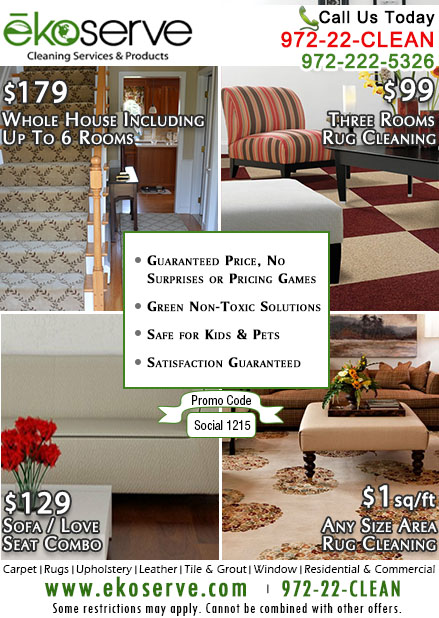 ēkoserve
Cleaning Services & Products
Call Us Today
972-22-CLEAN
972-222-5326
$179
Whole House Including
Up To 6 Rooms
$99
Three Rooms
Rug Cleaning
• Guaranteed Price, No
Surprises or Pricing Games
• Green Non-Toxic Solutions
• Safe for Kids & Pets
• Satisfaction Guaranteed
Promo Code
Social 1215
$129
Sofa / Love
Seat Combo
$1 sq/ft
Any Size Area
Rug Cleaning
Carpet | Rugs | Upholstery | Leather | Tile & Grout | Window | Residential & Commercial
www.ekoserve.com | 972-22-CLEAN
Some restrictions may apply. Cannot be combined with other offers.